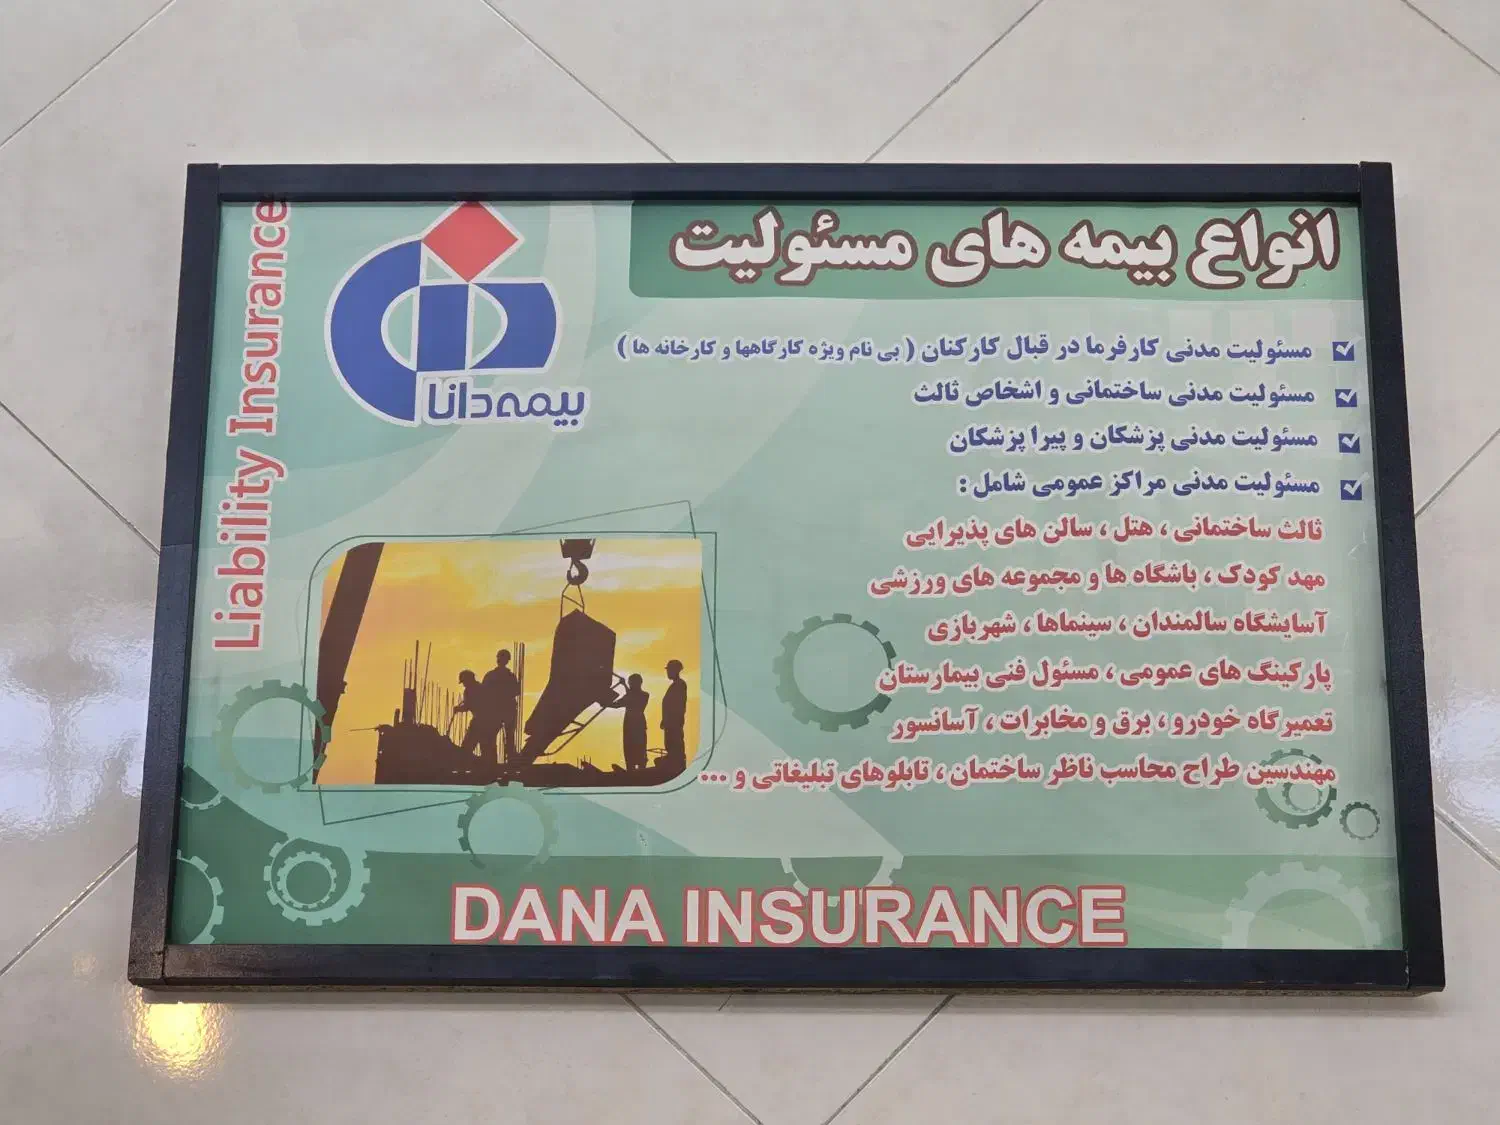 انواع بیمه های مسئولیت
Liability Insurance
بیمه دانا
مسئولیت مدنی کارفرما در قبال کارکنان ( بی نام ویژه کارگاهها و کارخانه ها )
مسئولیت مدنی ساختمانی و اشخاص ثالث
مسئولیت مدنی پزشکان و پیرا پزشکان
مسئولیت مدنی مراکز عمومی شامل :
ثالث ساختمانی ، هتل ، سالن های پذیرایی
مهد کودک ، باشگاه ها و مجموعه های ورزشی
آسایشگاه سالمندان ، سینماها ، شهربازی
پارکینگ های عمومی ، مسئول فنی بیمارستان
تعمیرگاه خودرو ، برق و مخابرات ، آسانسور
مهندسین طراح محاسب ناظر ساختمان ، تابلوهای تبلیغاتی و ...
DANA INSURANCE